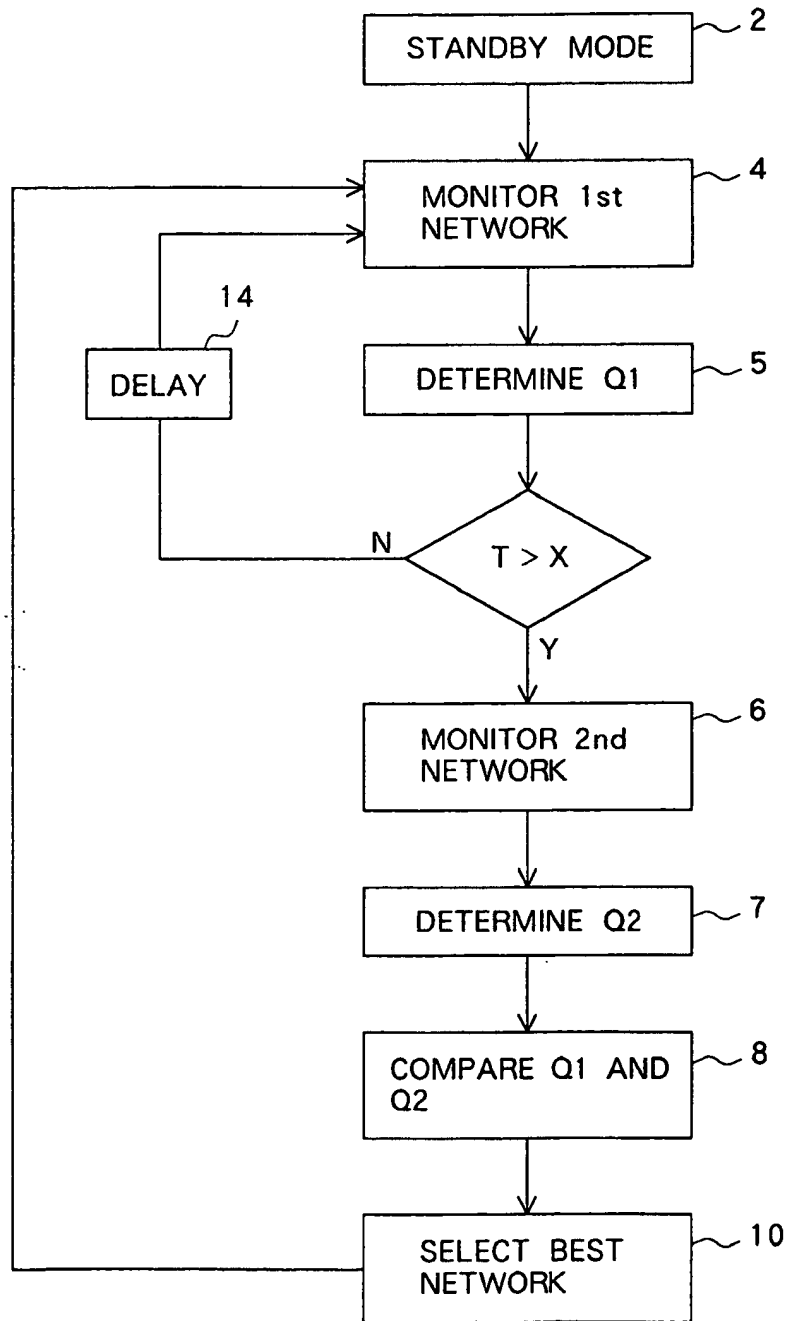 STANDBY MODE
2
MONITOR 1st
NETWORK
4
14
DELAY
DETERMINE Q1
5
N
T > X
Y
MONITOR 2nd
NETWORK
6
DETERMINE Q2
7
COMPARE Q1 AND
Q2
8
SELECT BEST
NETWORK
10